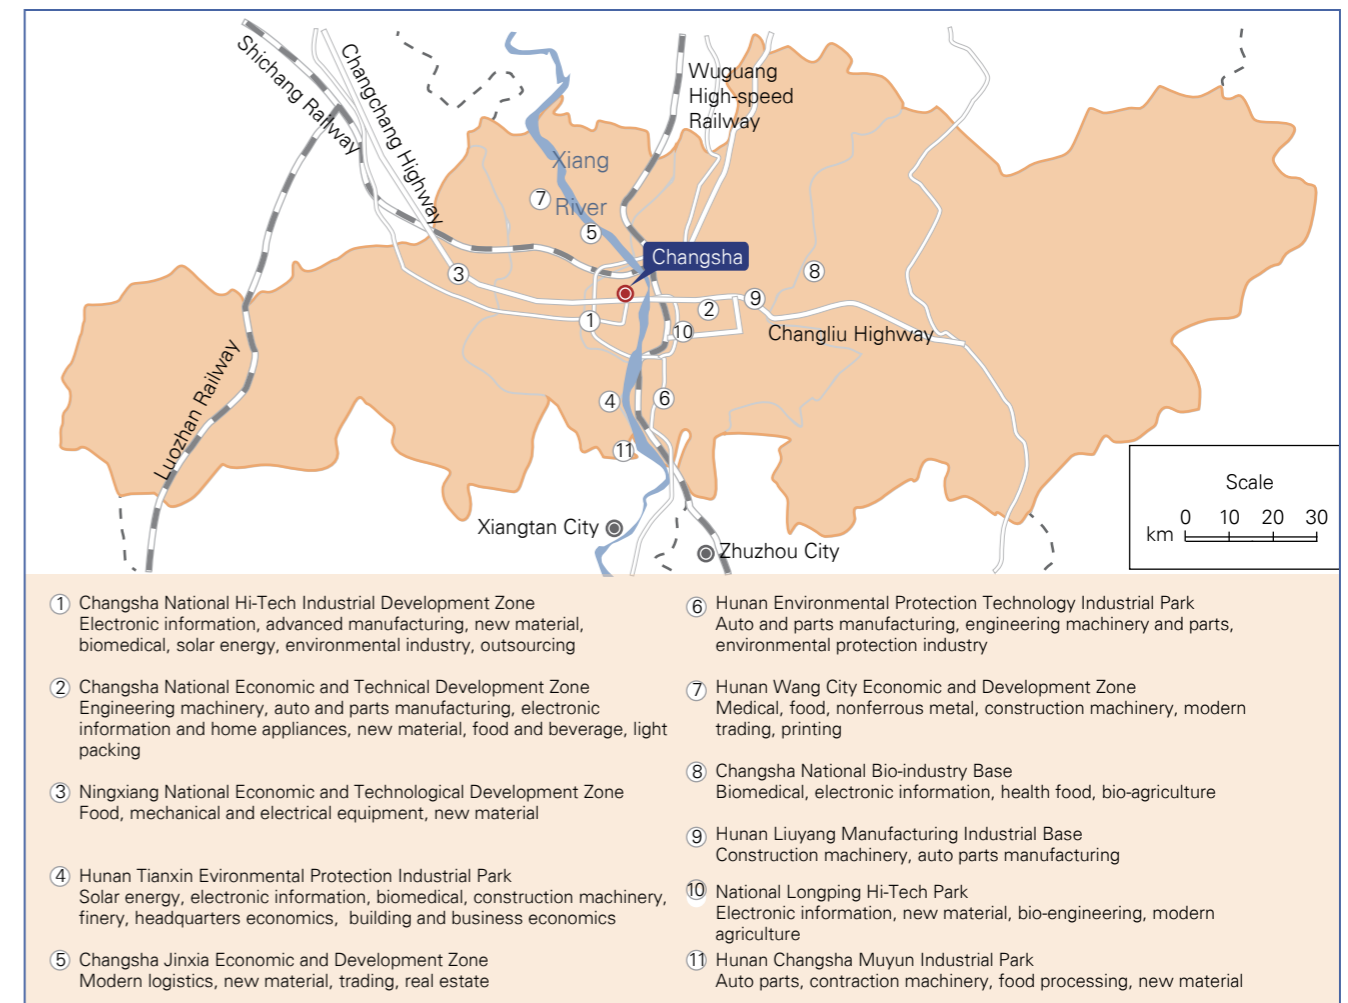 Shichang Railway
Changchang Highway
Wuguang
High-speed
Railway
Xiang
River
7
5
Changsha
3
8
9
2
1
10
Changliu Highway
Luozhan Railway
4
6
11
Scale
0 10 20 30
km
Xiangtan City
Zhuzhou City
1 Changsha National Hi-Tech Industrial Development Zone
Electronic information, advanced manufacturing, new material,
biomedical, solar energy, environmental industry, outsourcing
2 Changsha National Economic and Technical Development Zone
Engineering machinery, auto and parts manufacturing, electronic
information and home appliances, new material, food and beverage, light
packing
3 Ningxiang National Economic and Technological Development Zone
Food, mechanical and electrical equipment, new material
4 Hunan Tianxin Evironmental Protection Industrial Park
Solar energy, electronic information, biomedical, construction machinery,
finery, headquarters economics, building and business economics
5 Changsha Jinxia Economic and Development Zone
Modern logistics, new material, trading, real estate
6 Hunan Environmental Protection Technology Industrial Park
Auto and parts manufacturing, engineering machinery and parts,
environmental protection industry
7 Hunan Wang City Economic and Development Zone
Medical, food, nonferrous metal, construction machinery, modern
trading, printing
8 Changsha National Bio-industry Base
Biomedical, electronic information, health food, bio-agriculture
9 Hunan Liuyang Manufacturing Industrial Base
Construction machinery, auto parts manufacturing
10 National Longping Hi-Tech Park
Electronic information, new material, bio-engineering, modern
agriculture
11 Hunan Changsha Muyun Industrial Park
Auto parts, contraction machinery, food processing, new material